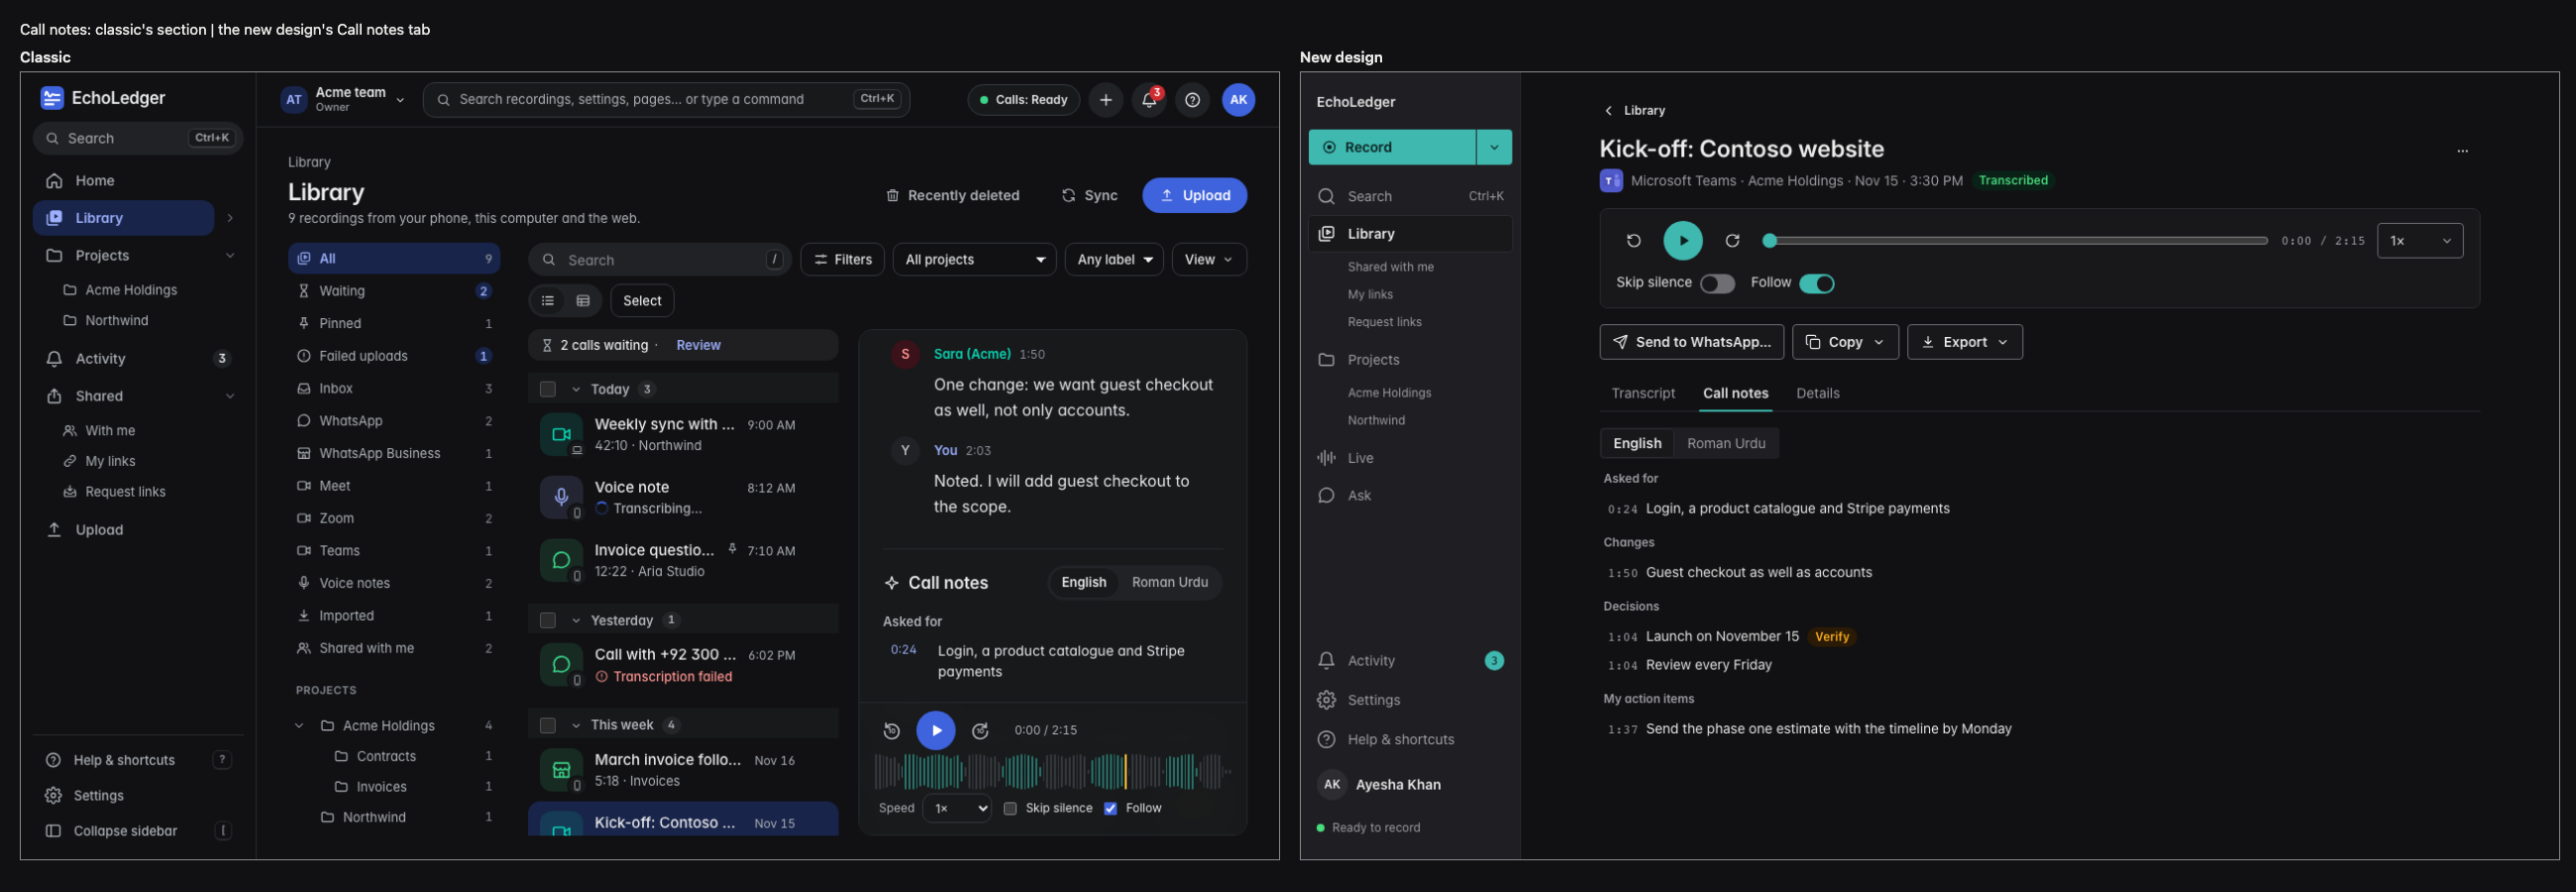 Call notes: classic's section | the new design's Call notes tab
Classic
EchoLedger
Search Ctrl+K
Home
Library
Projects
Acme Holdings
Northwind
Activity 3
Shared
With me
My links
Request links
Upload
Help & shortcuts ?
Settings
Collapse sidebar [
AT Acme team
Owner
Search recordings, settings, pages... or type a command Ctrl+K
Calls: Ready
3
AK
Library
Library
9 recordings from your phone, this computer and the web.
Recently deleted
Sync
Upload
All 9
Waiting 2
Pinned 1
Failed uploads 1
Inbox 3
WhatsApp 2
WhatsApp Business 1
Meet 1
Zoom 2
Teams 1
Voice notes 2
Imported 1
Shared with me 2
PROJECTS
Acme Holdings 4
Contracts 1
Invoices 1
Northwind 1
Search /
Filters
All projects
Any label
View
Select
2 calls waiting · Review
Today 3
Weekly sync with ... 9:00 AM
42:10 · Northwind
Voice note 8:12 AM
Transcribing...
Invoice questio... 7:10 AM
12:22 · Aria Studio
Yesterday 1
Call with +92 300 ... 6:02 PM
Transcription failed
This week 4
March invoice follo... Nov 16
5:18 · Invoices
Kick-off: Contoso ... Nov 15
S Sara (Acme) 1:50
One change: we want guest checkout
as well, not only accounts.
Y You 2:03
Noted. I will add guest checkout to
the scope.
Call notes English Roman Urdu
Asked for
0:24 Login, a product catalogue and Stripe
payments
10 10 0:00 / 2:15
Speed 1× Skip silence Follow
New design
EchoLedger
Record
Search Ctrl+K
Library
Shared with me
My links
Request links
Projects
Acme Holdings
Northwind
Live
Ask
Activity 3
Settings
Help & shortcuts
AK Ayesha Khan
Ready to record
Library
Kick-off: Contoso website ...
T Microsoft Teams · Acme Holdings · Nov 15 · 3:30 PM Transcribed
0:00 / 2:15 1×
Skip silence Follow
Send to WhatsApp... Copy Export
Transcript Call notes Details
English Roman Urdu
Asked for
0:24 Login, a product catalogue and Stripe payments
Changes
1:50 Guest checkout as well as accounts
Decisions
1:04 Launch on November 15 Verify
1:04 Review every Friday
My action items
1:37 Send the phase one estimate with the timeline by Monday